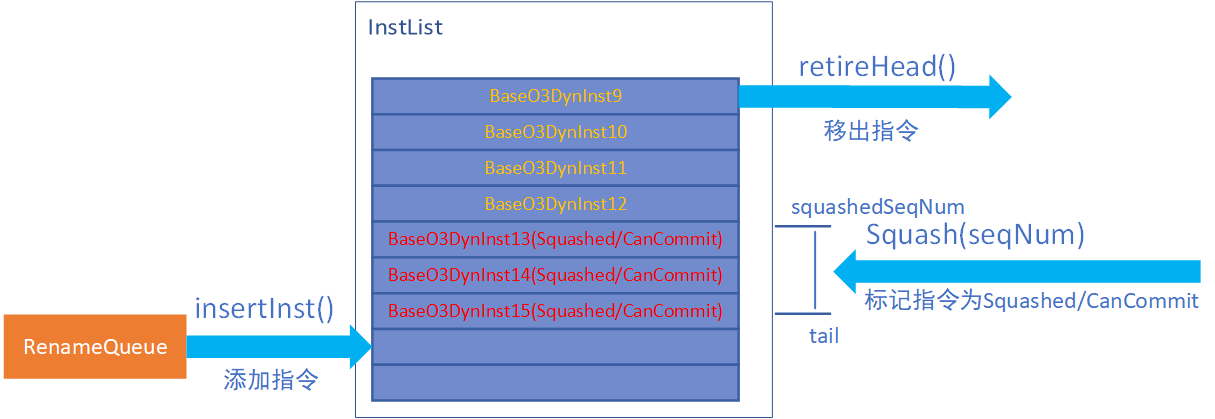 InstList
BaseO3DynInst9
BaseO3DynInst10
BaseO3DynInst11
BaseO3DynInst12
BaseO3DynInst13(Squashed/CanCommit)
BaseO3DynInst14(Squashed/CanCommit)
BaseO3DynInst15(Squashed/CanCommit)
retireHead()
移出指令
squashedSeqNum
Squash(seqNum)
标记指令为Squashed/CanCommit
tail
insertInst()
RenameQueue
添加指令